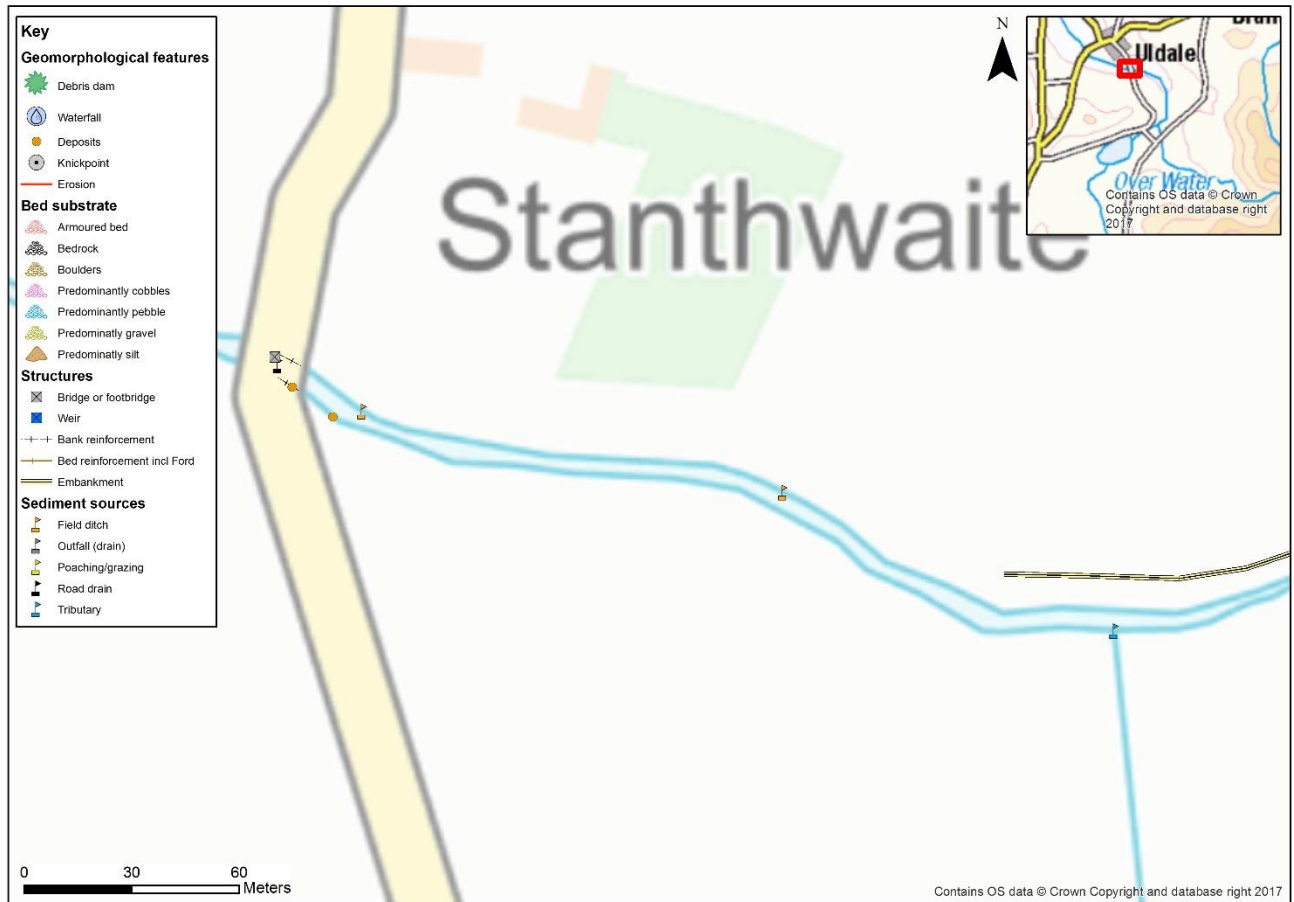 Key
Geomorphological features
Debris dam
Waterfall
Deposits
Knickpoint
Erosion
Bed substrate
Armoured bed
Bedrock
Boulders
Predominantly cobbles
Predominantly pebble
Predominatly gravel
Predominatly silt
Structures
Bridge or footbridge
Weir
Bank reinforcement
Bed reinforcement incl Ford
Embankment
Sediment sources
Field ditch
Outfall (drain)
Poaching/grazing
Road drain
Tributary
Stanthwaite
N
Uldale
Over Water
Contains OS data © Crown
Copyright and database right
2017
0 30 60
Meters
Contains OS data © Crown Copyright and database right 2017